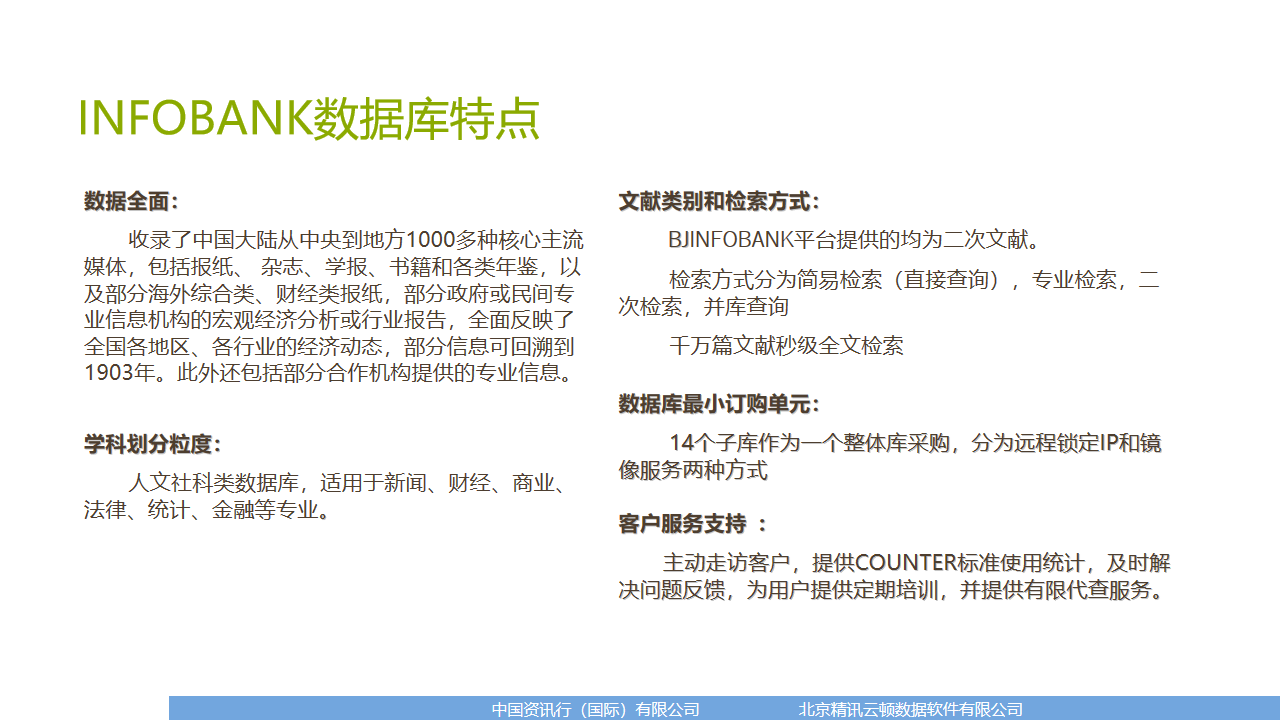 INFOBANK数据库特点
数据全面：
收录了中国大陆从中央到地方1000多种核心主流
媒体，包括报纸、 杂志、学报、书籍和各类年鉴，以
及部分海外综合类、财经类报纸，部分政府或民间专
业信息机构的宏观经济分析或行业报告，全面反映了
全国各地区、各行业的经济动态，部分信息可回溯到
1903年。此外还包括部分合作机构提供的专业信息。
学科划分粒度：
人文社科类数据库，适用于新闻、财经、商业、
法律、统计、金融等专业。
文献类别和检索方式：
BJINFOBANK平台提供的均为二次文献。
检索方式分为简易检索（直接查询），专业检索，二
次检索，并库查询
千万篇文献秒级全文检索
数据库最小订购单元：
14个子库作为一个整体库采购，分为远程锁定IP和镜
像服务两种方式
客户服务支持 ：
主动走访客户，提供COUNTER标准使用统计，及时解
决问题反馈，为用户提供定期培训，并提供有限代查服务。
中国资讯行（国际）有限公司
北京精讯云顿数据软件有限公司